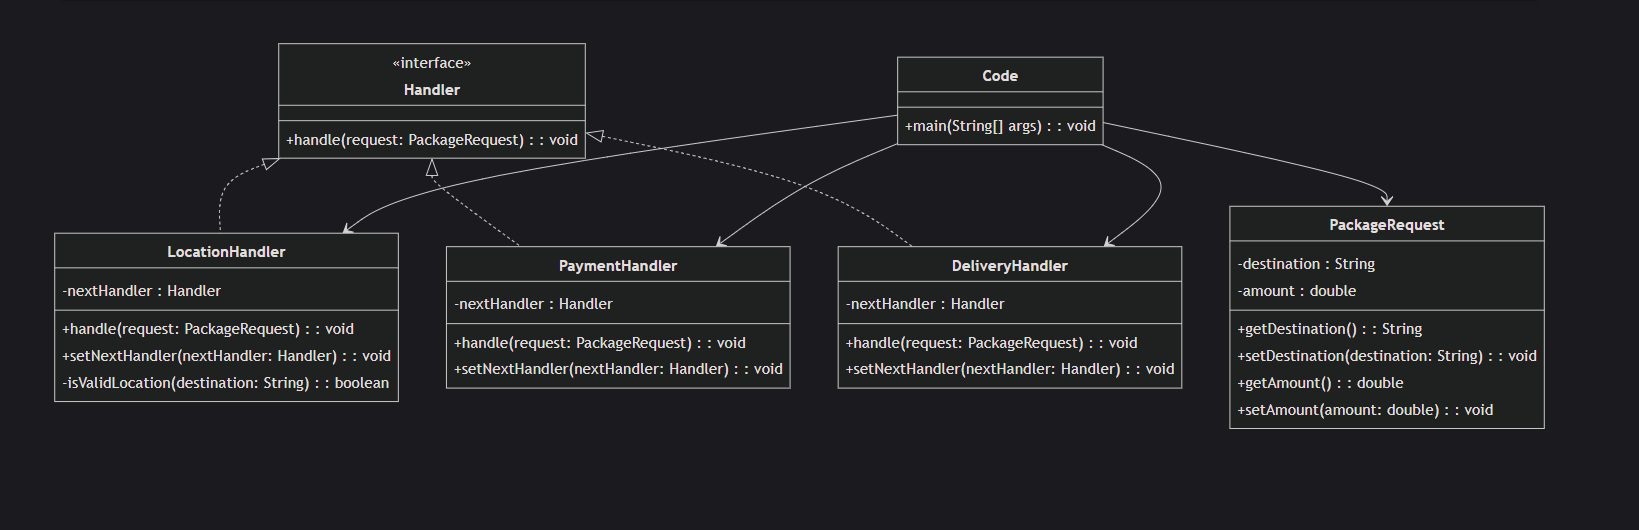 «interface»
Handler
+handle(request: PackageRequest) : : void
Code
+main(String[] args) : : void
LocationHandler
-nextHandler : Handler
+handle(request: PackageRequest) : : void
+setNextHandler(nextHandler: Handler) : : void
-isValidLocation(destination: String) : : boolean
PaymentHandler
-nextHandler : Handler
+handle(request: PackageRequest) : : void
+setNextHandler(nextHandler: Handler) : : void
DeliveryHandler
-nextHandler : Handler
+handle(request: PackageRequest) : : void
+setNextHandler(nextHandler: Handler) : : void
PackageRequest
-destination : String
-amount : double
+getDestination() : : String
+setDestination(destination: String) : : void
+getAmount() : : double
+setAmount(amount: double) : : void